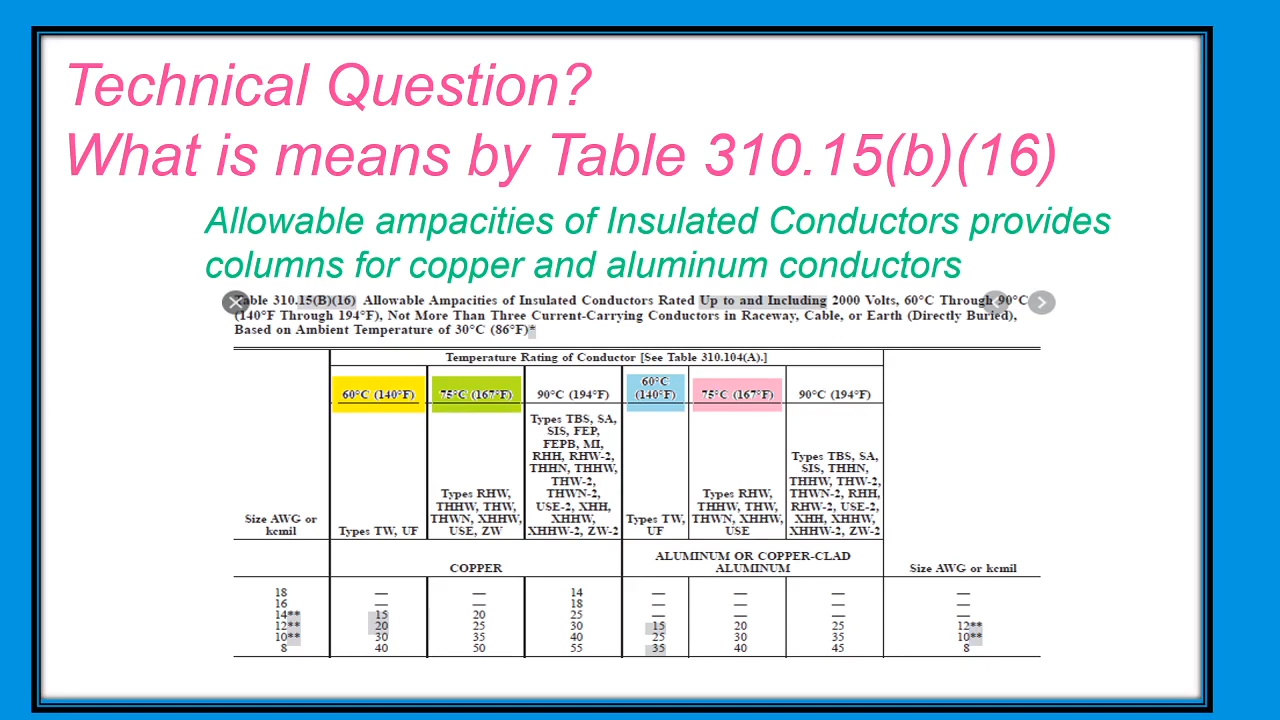 Technical Question?
What is means by Table 310.15(b)(16)
Allowable ampacities of Insulated Conductors provides
columns for copper and aluminum conductors
Table 310.15(B)(16) Allowable Ampacities of Insulated Conductors Rated Up to and Including 2000 Volts, 60°C Through 90°C
(140°F Through 194°F), Not More Than Three Current-Carrying Conductors in Raceway, Cable, or Earth (Directly Buried),
Based on Ambient Temperature of 30°C (86°F)*
Temperature Rating of Conductor [See Table 310.104(A).]
60°C (140°F) 75°C (167°F) 90°C (194°F) 60°C (140°F) 75°C (167°F) 90°C (194°F)
Size AWG or
kcmil
Types TW, UF
Types RHW,
THHW, THW,
THWN, XHHW,
USE, ZW
Types TBS, SA,
SIS, FEP,
FEPB, MI,
RHH, RHW-2,
THHN, THHW,
THW-2,
THWN-2,
USE-2, XHH,
XHHW,
XHHW-2, ZW-2
Types TW,
UF
Types RHW,
THHW, THW,
THWN, XHHW,
USE
Types TBS, SA,
SIS, THHN,
THHW, THW-2,
THWN-2, RHH,
RHW-2, USE-2,
XHH, XHHW,
XHHW-2, ZW-2
COPPER
ALUMINUM OR COPPER-CLAD
ALUMINUM
Size AWG or kcmil
18 — — 14 — — — —
16 — — 18 — — — —
14** 15 20 25 — — — —
12** 20 25 30 15 20 25 12**
10** 30 35 40 25 30 35 10**
8 40 50 55 35 40 45 8